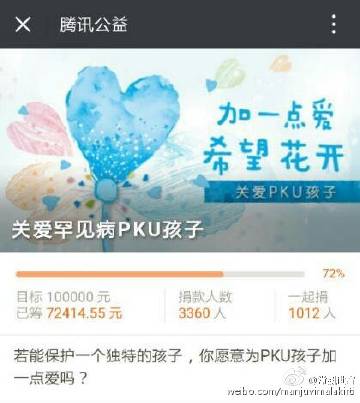 腾讯公益
加一点爱
希望花开
关爱PKU孩子
关爱罕见病PKU孩子
72%
目标 100000 元 捐款人数 一起捐
已筹 72414.55 元 3360 人 1012 人
若能保护一个独特的孩子，你愿意为PKU孩子加
一点爱吗？
weibo.com/manjuvimalakirti